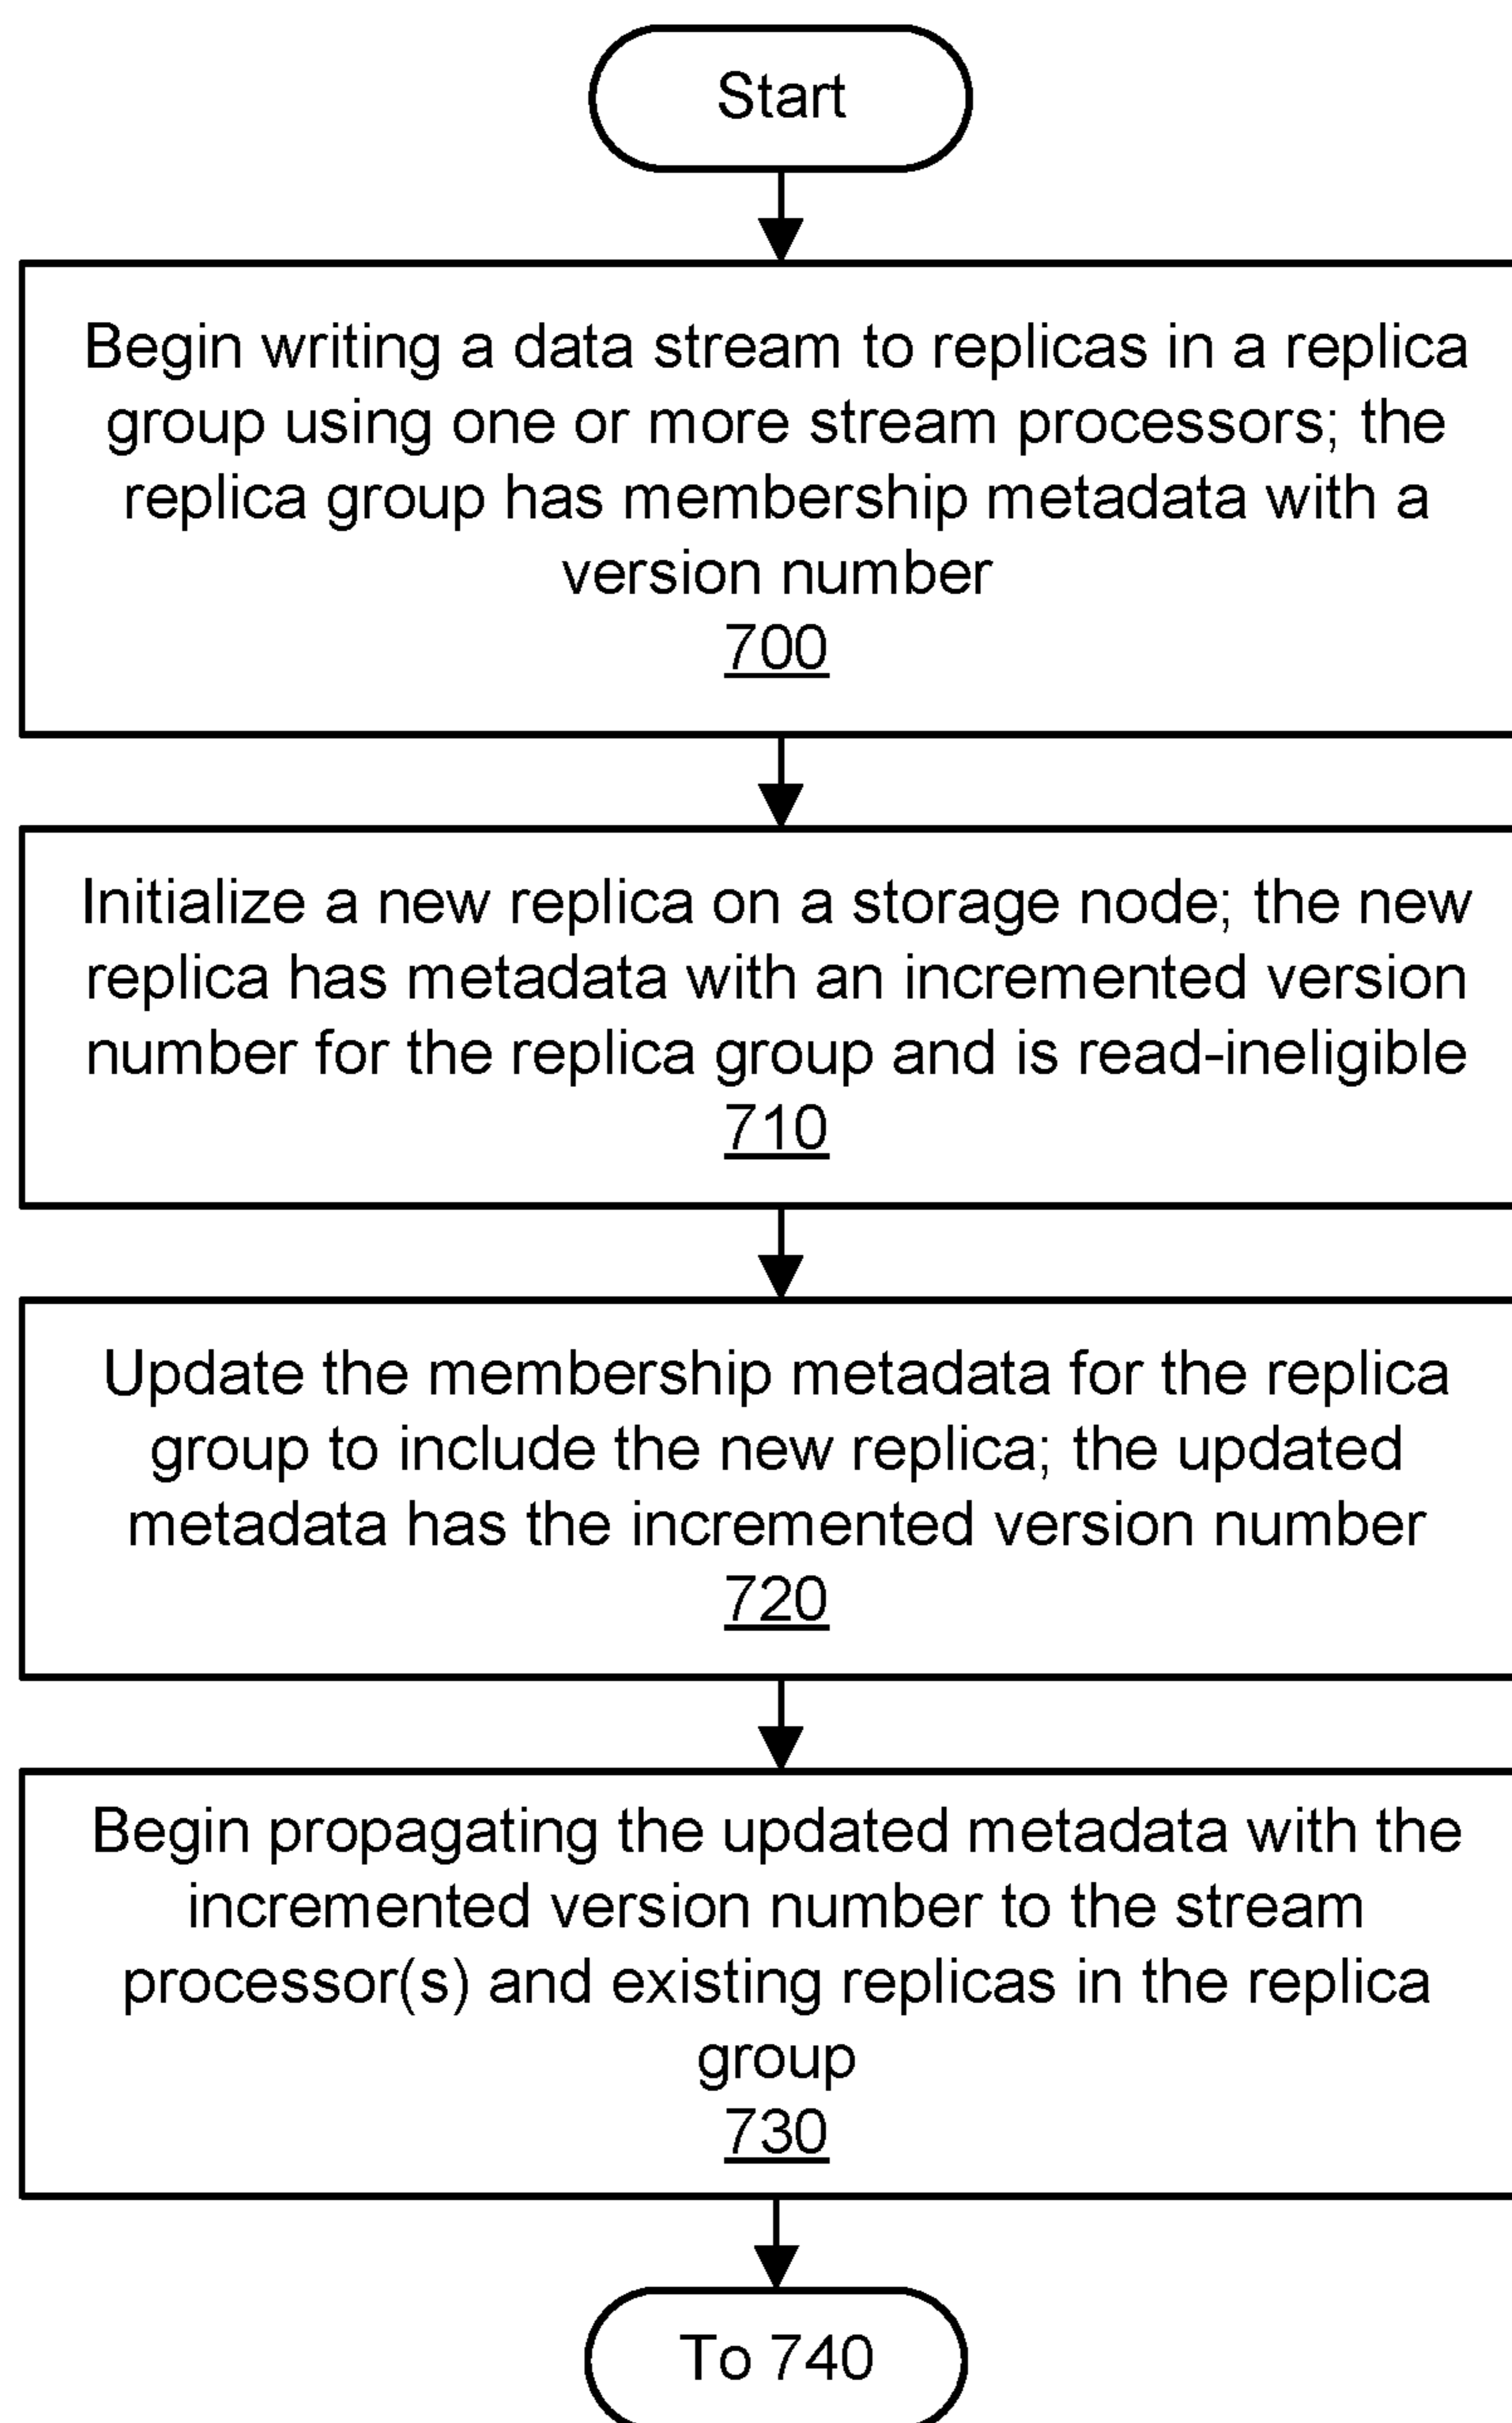 Start
Begin writing a data stream to replicas in a replica
group using one or more stream processors; the
replica group has membership metadata with a
version number
700
Initialize a new replica on a storage node; the new
replica has metadata with an incremented version
number for the replica group and is read-ineligible
710
Update the membership metadata for the replica
group to include the new replica; the updated
metadata has the incremented version number
720
Begin propagating the updated metadata with the
incremented version number to the stream
processor(s) and existing replicas in the replica
group
730
To 740